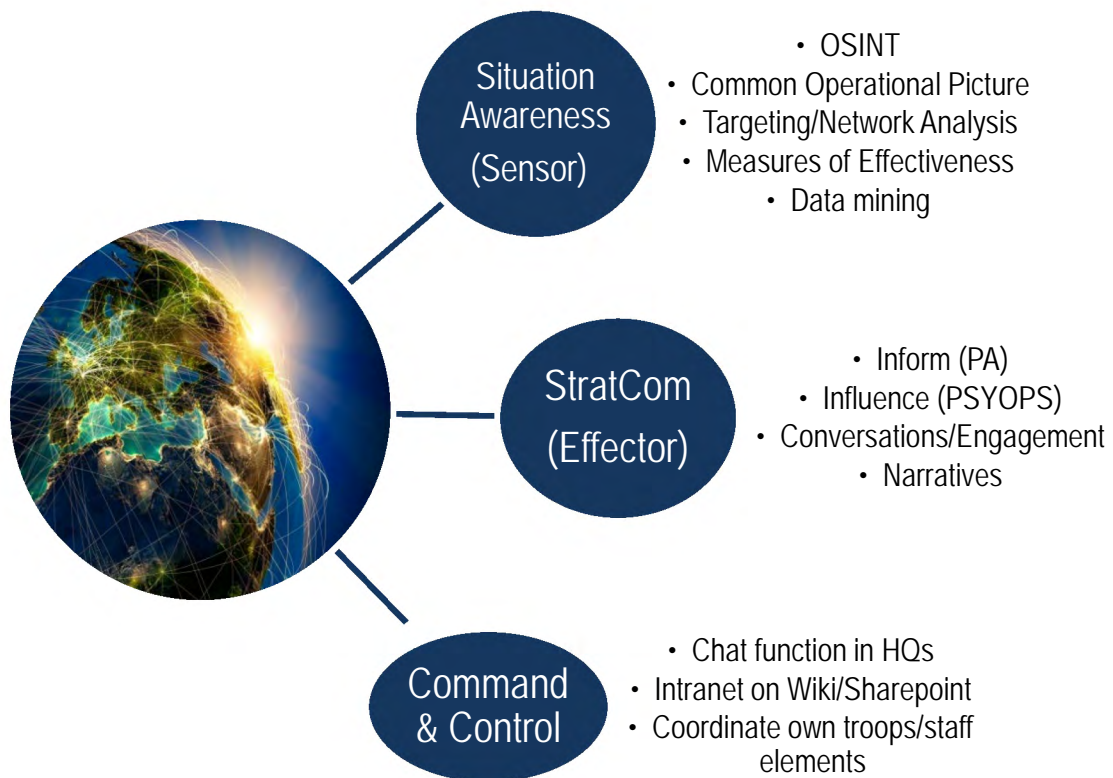 Situation
Awareness
(Sensor)
• OSINT
• Common Operational Picture
• Targeting/Network Analysis
• Measures of Effectiveness
• Data mining
StratCom
(Effector)
• Inform (PA)
• Influence (PSYOPS)
• Conversations/Engagement
• Narratives
Command
& Control
• Chat function in HQs
• Intranet on Wiki/Sharepoint
• Coordinate own troops/staff
elements